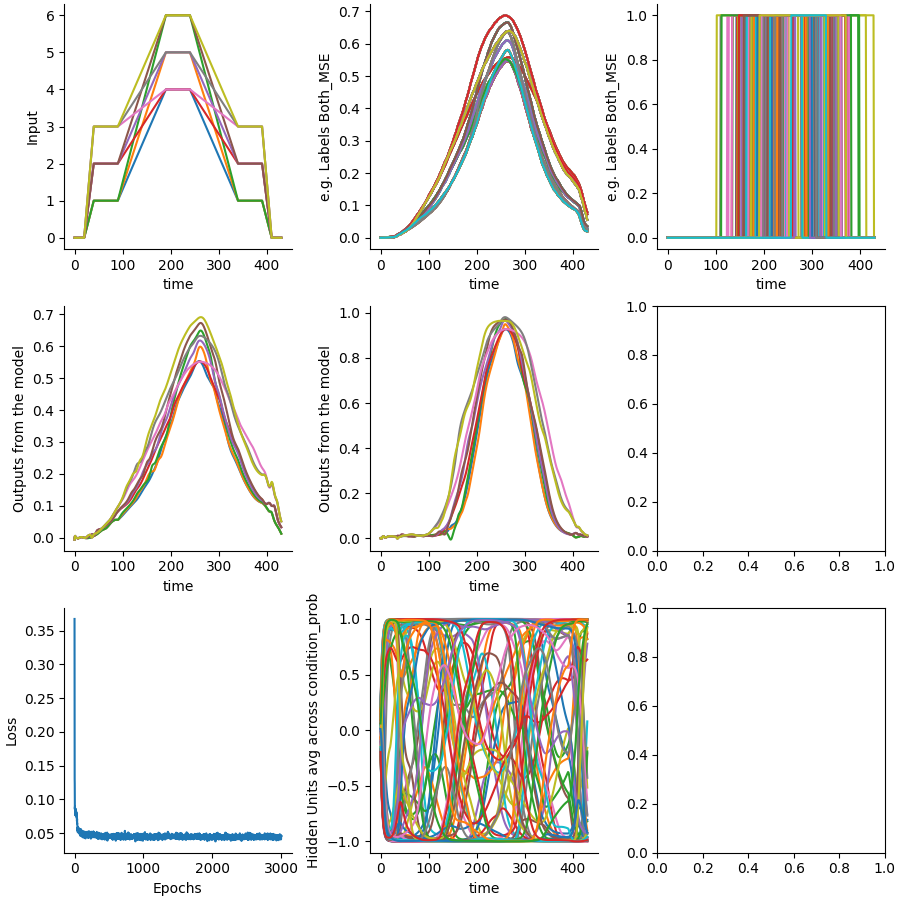 Input
6
5
4
3
2
1
0
0 100 200 300 400
time
e.g. Labels Both_MSE
0.7
0.6
0.5
0.4
0.3
0.2
0.1
0.0
0 100 200 300 400
time
e.g. Labels Both_MSE
1.0
0.8
0.6
0.4
0.2
0.0
0 100 200 300 400
time
Outputs from the model
0.7
0.6
0.5
0.4
0.3
0.2
0.1
0.0
0 100 200 300 400
time
Outputs from the model
1.0
0.8
0.6
0.4
0.2
0.0
0 100 200 300 400
time
1.0
0.8
0.6
0.4
0.2
0.0
0.0 0.2 0.4 0.6 0.8 1.0
Loss
0.35
0.30
0.25
0.20
0.15
0.10
0.05
0 1000 2000 3000
Epochs
Hidden Units avg across condition_prob
1.0
0.5
0.0
−0.5
−1.0
0 100 200 300 400
time
1.0
0.8
0.6
0.4
0.2
0.0
0.0 0.2 0.4 0.6 0.8 1.0